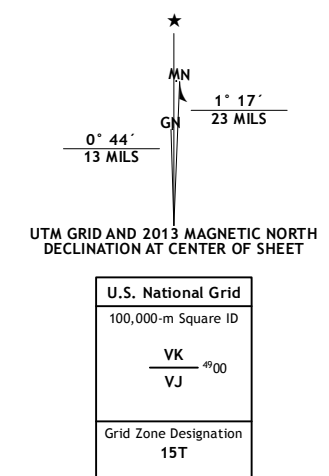 ★
MN
1° 17´
23 MILS
GN
0° 44´
13 MILS
UTM GRID AND 2013 MAGNETIC NORTH
DECLINATION AT CENTER OF SHEET
U.S. National Grid
100,000-m Square ID
VK
4900
VJ
Grid Zone Designation
15T